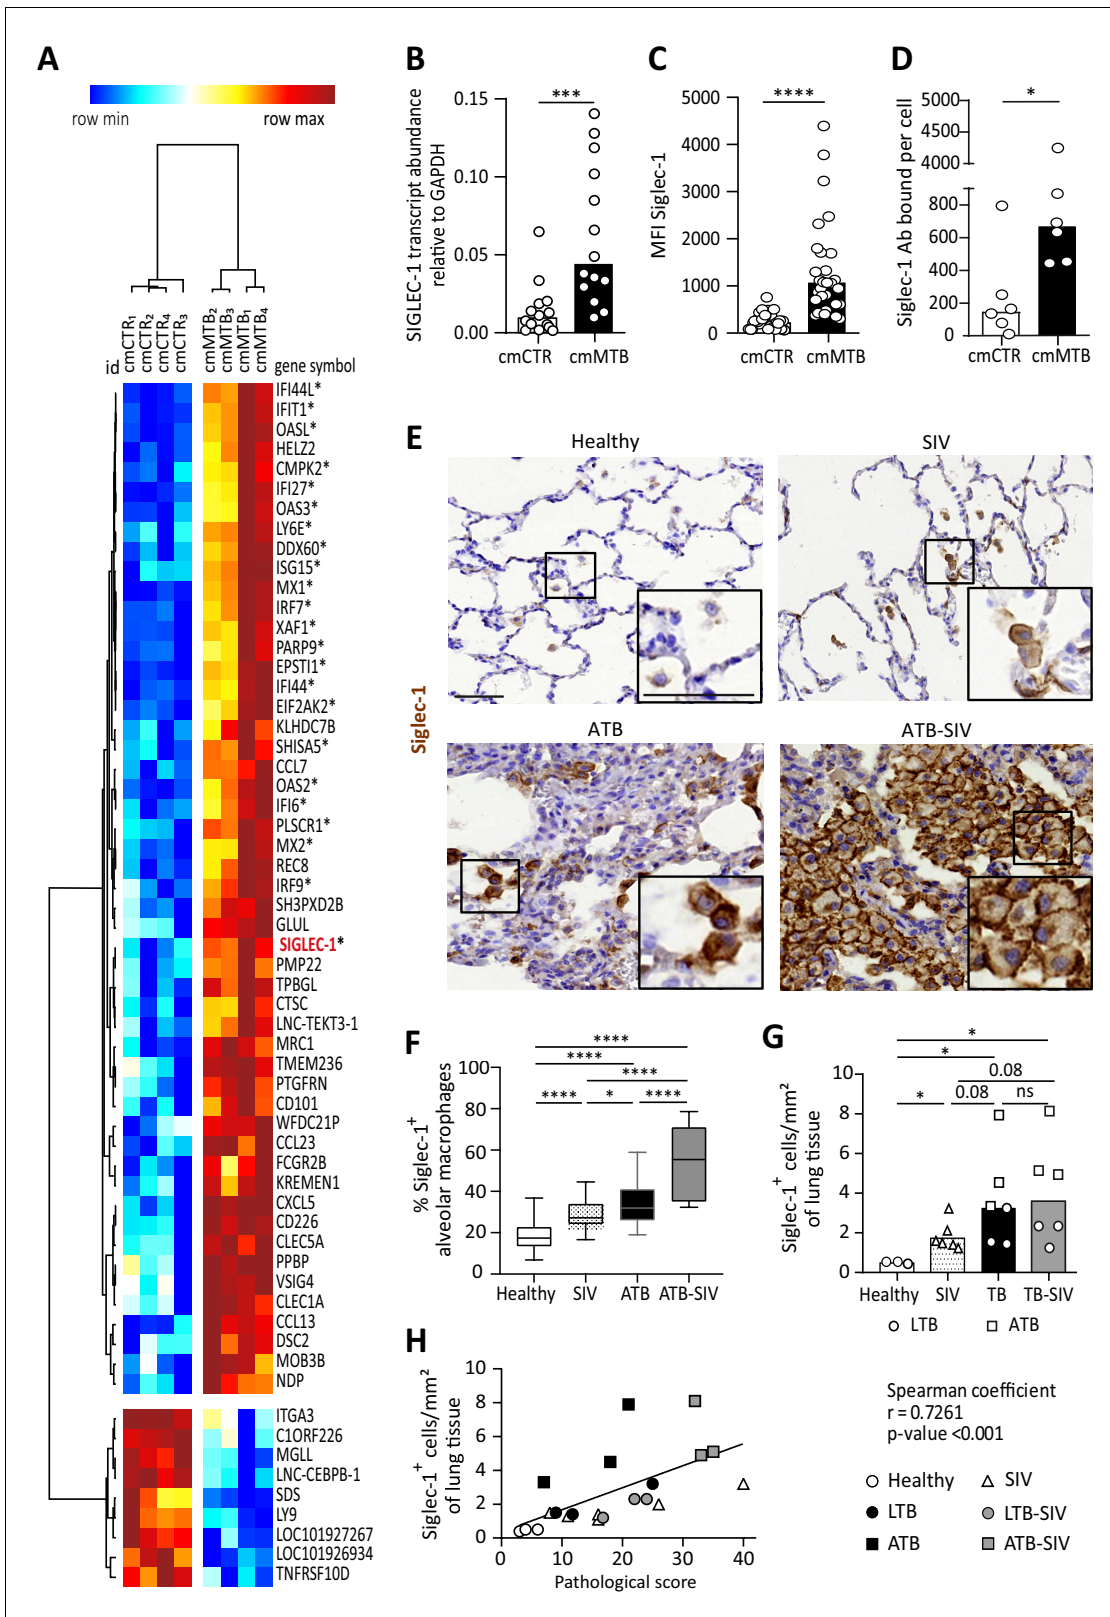 A
row min
row max
cmCTR1
cmCTR2
cmCTR4
cmCTR3
cmMTB2
cmMTB3
cmMTB1
cmMTB4
id
gene symbol
IFI44L*
IFIT1*
OASL*
HELZ2
CMPK2*
IFI27*
OAS3*
LY6E*
DDX60*
ISG15*
MX1*
IRF7*
XAF1*
PARP9*
EPSTI1*
IFI44*
EIF2AK2*
KLHDC7B
SHISA5*
CCL7
OAS2*
IFI6*
PLSCR1*
MX2*
REC8
IRF9*
SH3PXD2B
GLUL
SIGLEC-1*
PMP22
TPBGL
CTSC
LNC-TEKT3-1
MRC1
TMEM236
PTGFRN
CD101
WFDC21P
CCL23
FCGR2B
KREMEN1
CXCL5
CD226
CLEC5A
PPBP
VSIG4
CLEC1A
CCL13
DSC2
MOB3B
NDP
ITGA3
C1ORF226
MGLL
LNC-CEBPB-1
SDS
LY9
LOC101927267
LOC101926934
TNFRSF10D
B
SIGLEC-1 transcript abundance
relative to GAPDH
0.15
0.10
0.05
0.00
***
cmCTR
cmMTB
C
MFI Siglec-1
5000
4000
3000
2000
1000
0
****
cmCTR
cmMTB
D
Siglec-1 Ab bound per cell
5000
4500
4000
800
600
400
200
0
*
cmCTR
cmMTB
E
Siglec-1
Healthy
SIV
ATB
ATB-SIV
F
% Siglec-1+
alveolar macrophages
100
80
60
40
20
0
****
****
****
****
*
****
Healthy
SIV
ATB
ATB-SIV
G
Siglec-1+ cells/mm²
of lung tissue
10
8
6
4
2
0
*
*
0.08
*
0.08
ns
Healthy
SIV
TB
TB-SIV
LTB
ATB
H
Siglec-1+ cells/mm²
of lung tissue
10
8
6
4
2
0
0
10
20
30
40
Pathological score
Spearman coefficient
r = 0.7261
p-value <0.001
Healthy
SIV
LTB
LTB-SIV
ATB
ATB-SIV